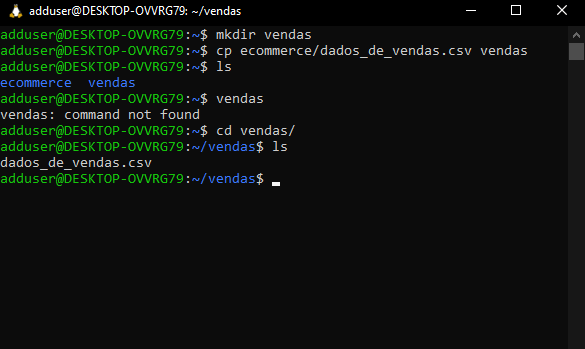 adduser@DESKTOP-OVVRG79: ~/vendas
adduser@DESKTOP-OVVRG79:~$ mkdir vendas
adduser@DESKTOP-OVVRG79:~$ cp ecommerce/dados_de_vendas.csv vendas
adduser@DESKTOP-OVVRG79:~$ ls
ecommerce  vendas
adduser@DESKTOP-OVVRG79:~$ vendas
vendas: command not found
adduser@DESKTOP-OVVRG79:~$ cd vendas/
adduser@DESKTOP-OVVRG79:~/vendas$ ls
dados_de_vendas.csv
adduser@DESKTOP-OVVRG79:~/vendas$